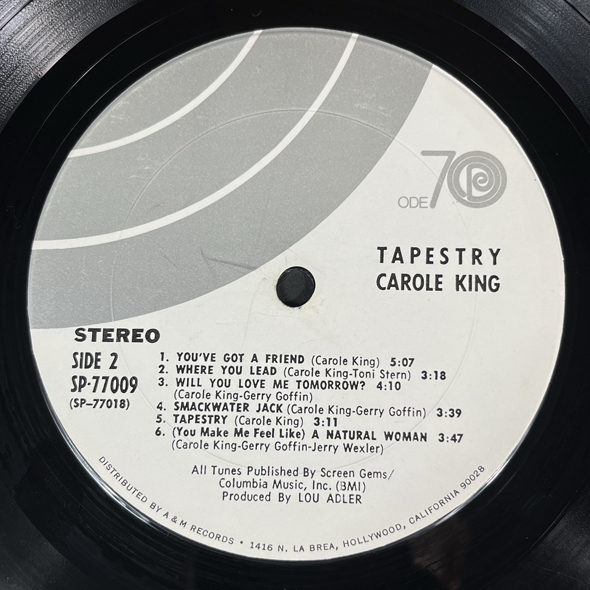 ODE 70
TAPESTRY
CAROLE KING
STEREO
SIDE 2
SP-77009
(SP-77018)
1. YOU'VE GOT A FRIEND (Carole King) 5:07
2. WHERE YOU LEAD (Carole King-Toni Stern) 3:18
3. WILL YOU LOVE ME TOMORROW? 4:10
(Carole King-Gerry Goffin)
4. SMACKWATER JACK (Carole King-Gerry Goffin) 3:39
5. TAPESTRY (Carole King) 3:11
6. (You Make Me Feel Like) A NATURAL WOMAN 3:47
(Carole King-Gerry Goffin-Jerry Wexler)
All Tunes Published By Screen Gems/
Columbia Music, Inc. (BMI)
Produced By LOU ADLER
DISTRIBUTED BY A & M RECORDS • 1416 N. LA BREA, HOLLYWOOD, CALIFORNIA 90028